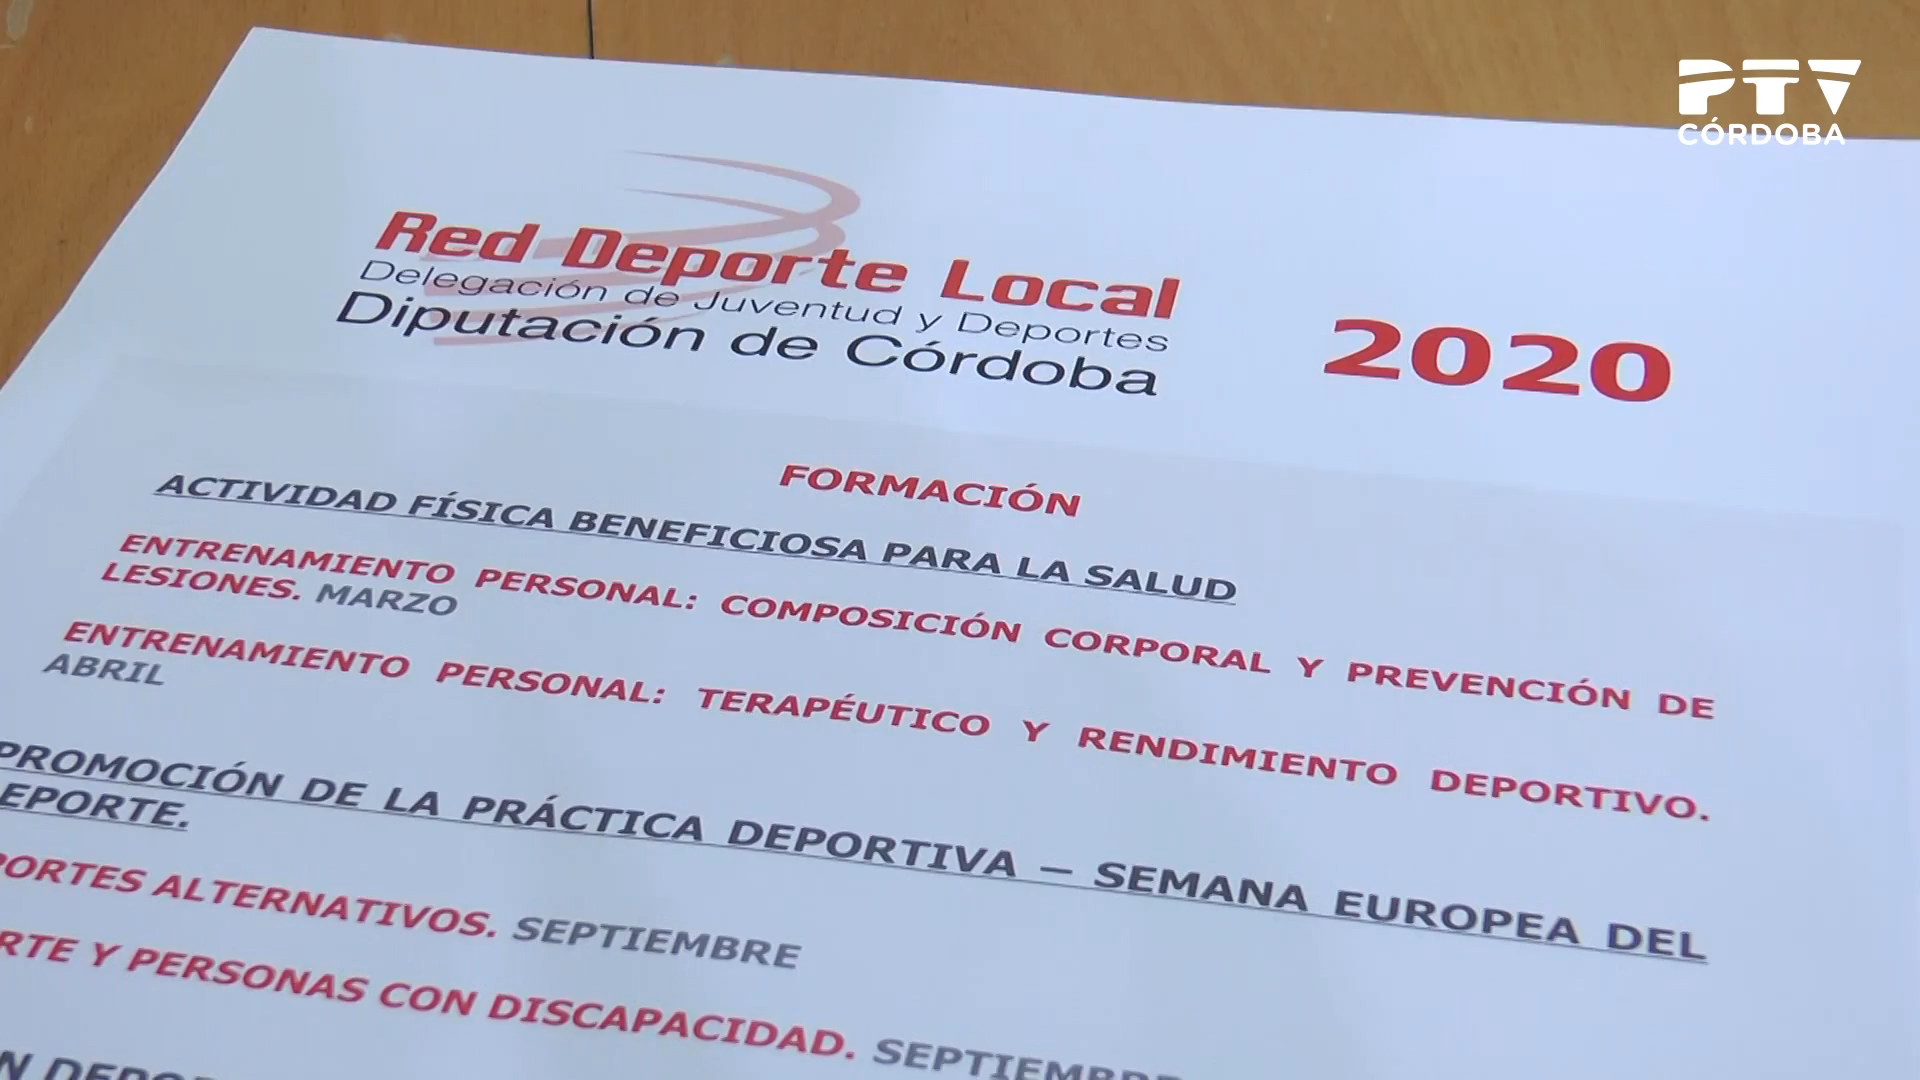 PTV
CÓRDOBA
Red Deporte Local
Delegación de Juventud y Deportes
Diputación de Córdoba
2020
FORMACIÓN
ACTIVIDAD FÍSICA BENEFICIOSA PARA LA SALUD
ENTRENAMIENTO PERSONAL: COMPOSICIÓN CORPORAL Y PREVENCIÓN DE
LESIONES. MARZO
ENTRENAMIENTO PERSONAL: TERAPÉUTICO Y RENDIMIENTO DEPORTIVO.
ABRIL
PROMOCIÓN DE LA PRÁCTICA DEPORTIVA – SEMANA EUROPEA DEL
EPORTE.
PORTES ALTERNATIVOS. SEPTIEMBRE
RTE Y PERSONAS CON DISCAPACIDAD. SEPTIEMBRE